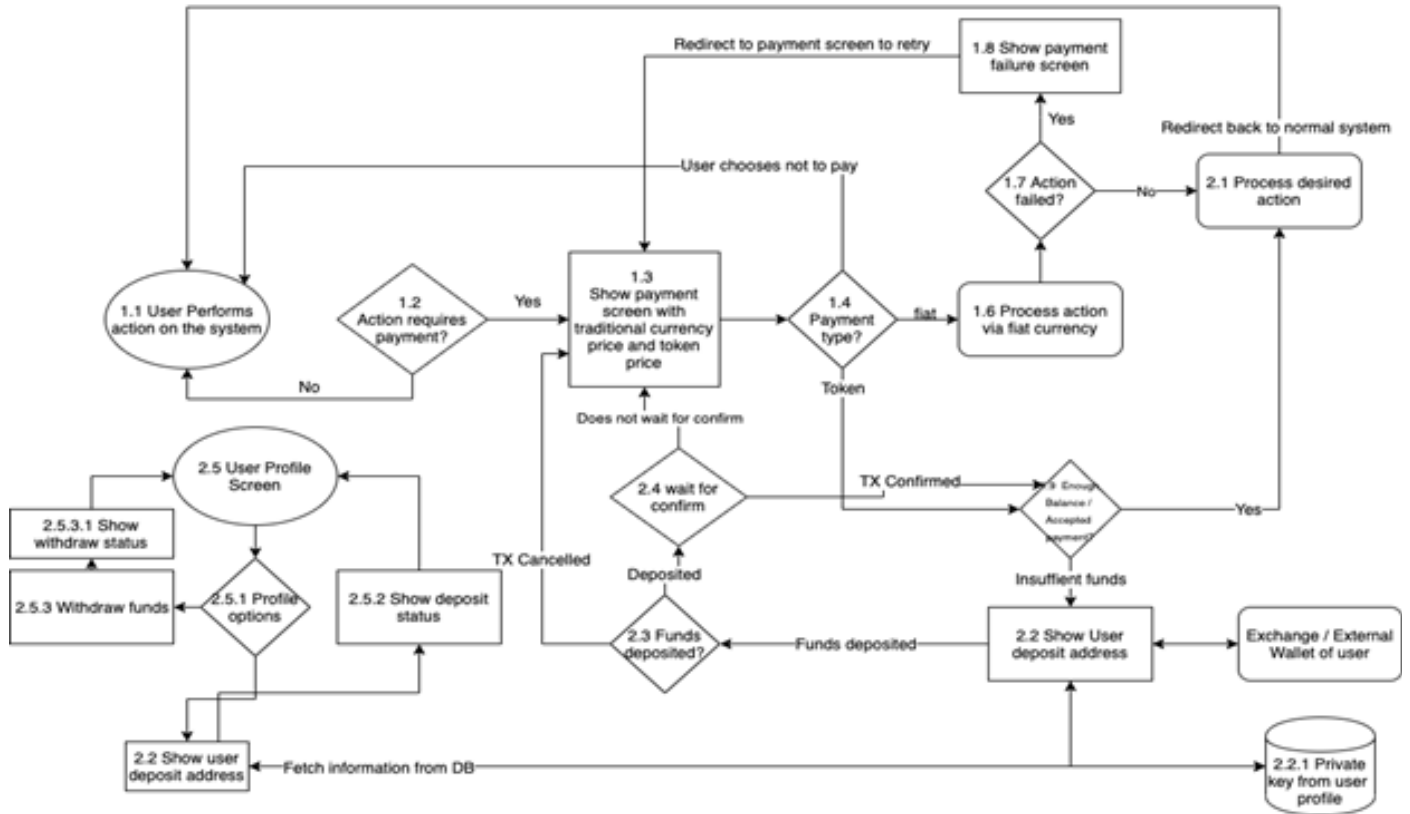 Redirect to payment screen to retry
1.8 Show payment
failure screen
Yes
Redirect back to normal system
User chooses not to pay
1.7 Action
failed?
No
2.1 Process desired
action
1.1 User Performs
action on the system
1.2
Action requires
payment?
Yes
No
1.3
Show payment
screen with
traditional currency
price and token
price
1.4
Payment
type?
fiat
1.6 Process action
via fiat currency
Token
Does not wait for confirm
2.5 User Profile
Screen
2.4 wait for
confirm
TX Confirmed
9 Enough
Balance /
Accepted
payment?
Yes
2.5.3.1 Show
withdraw status
TX Cancelled
Deposited
Insuffient funds
2.5.3 Withdraw funds
2.5.1 Profile
options
2.5.2 Show deposit
status
2.3 Funds
deposited?
Funds deposited
2.2 Show User
deposit address
Exchange / External
Wallet of user
2.2 Show user
deposit address
Fetch information from DB
2.2.1 Private
key from user
profile